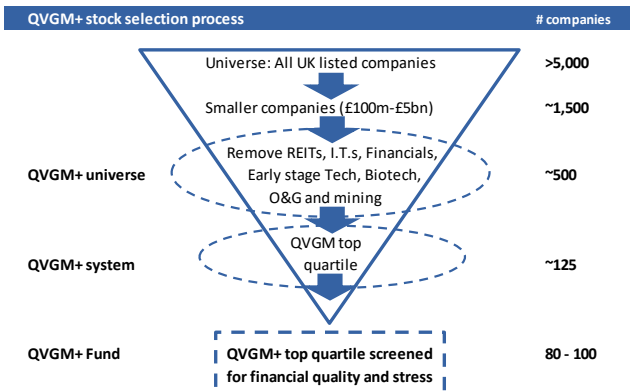 QVGM+ stock selection process # companies
Universe: All UK listed companies >5,000
Smaller companies (£100m-£5bn) ~1,500
Remove REITs, I.T.s, Financials,
QVGM+ universe Early stage Tech, Biotech, ~500
O&G and mining
QVGM top
QVGM+ system quartile ~125
QVGM+ Fund QVGM+ top quartile screened 80 - 100
for financial quality and stress